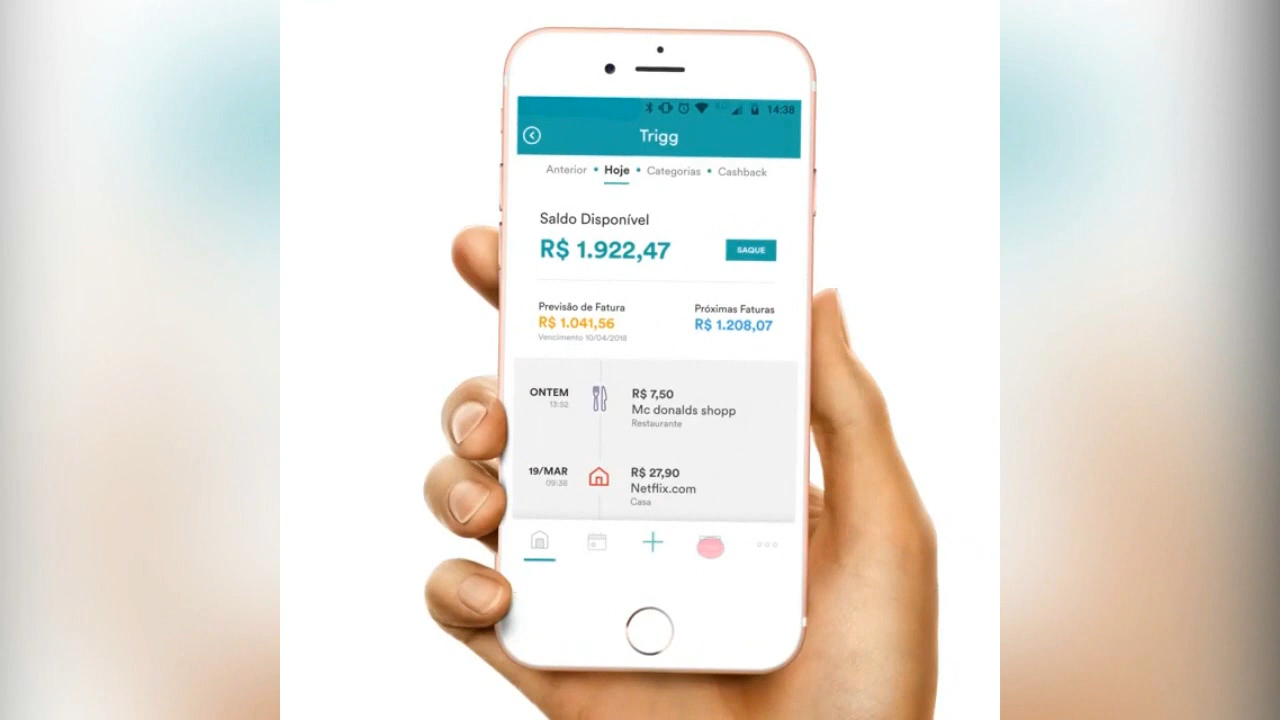 14:38
Trigg
Anterior • Hoje • Categorias • Cashback
Saldo Disponível
R$ 1.922,47
SAQUE
Previsão de Fatura
Próximas Faturas
R$ 1.041,56
R$ 1.208,07
Vencimento 10/04/2018
ONTEM
13:52
R$ 7,50
Mc donalds shopp
Restaurante
19/MAR
09:38
R$ 27,90
Netflix.com
Casa